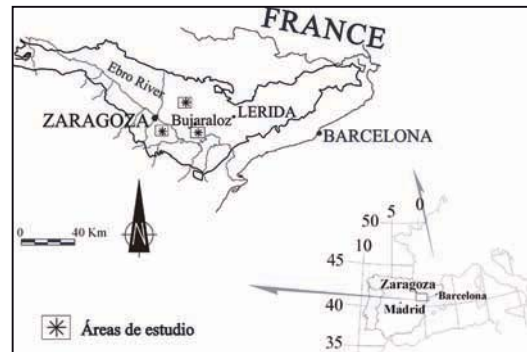 FRANCE
Ebro River
ZARAGOZA
Bujaraloz
LERIDA
BARCELONA
N
0 40 Km
50 5 0
10
45
40
35
Zaragoza
Barcelona
Madrid
Áreas de estudio